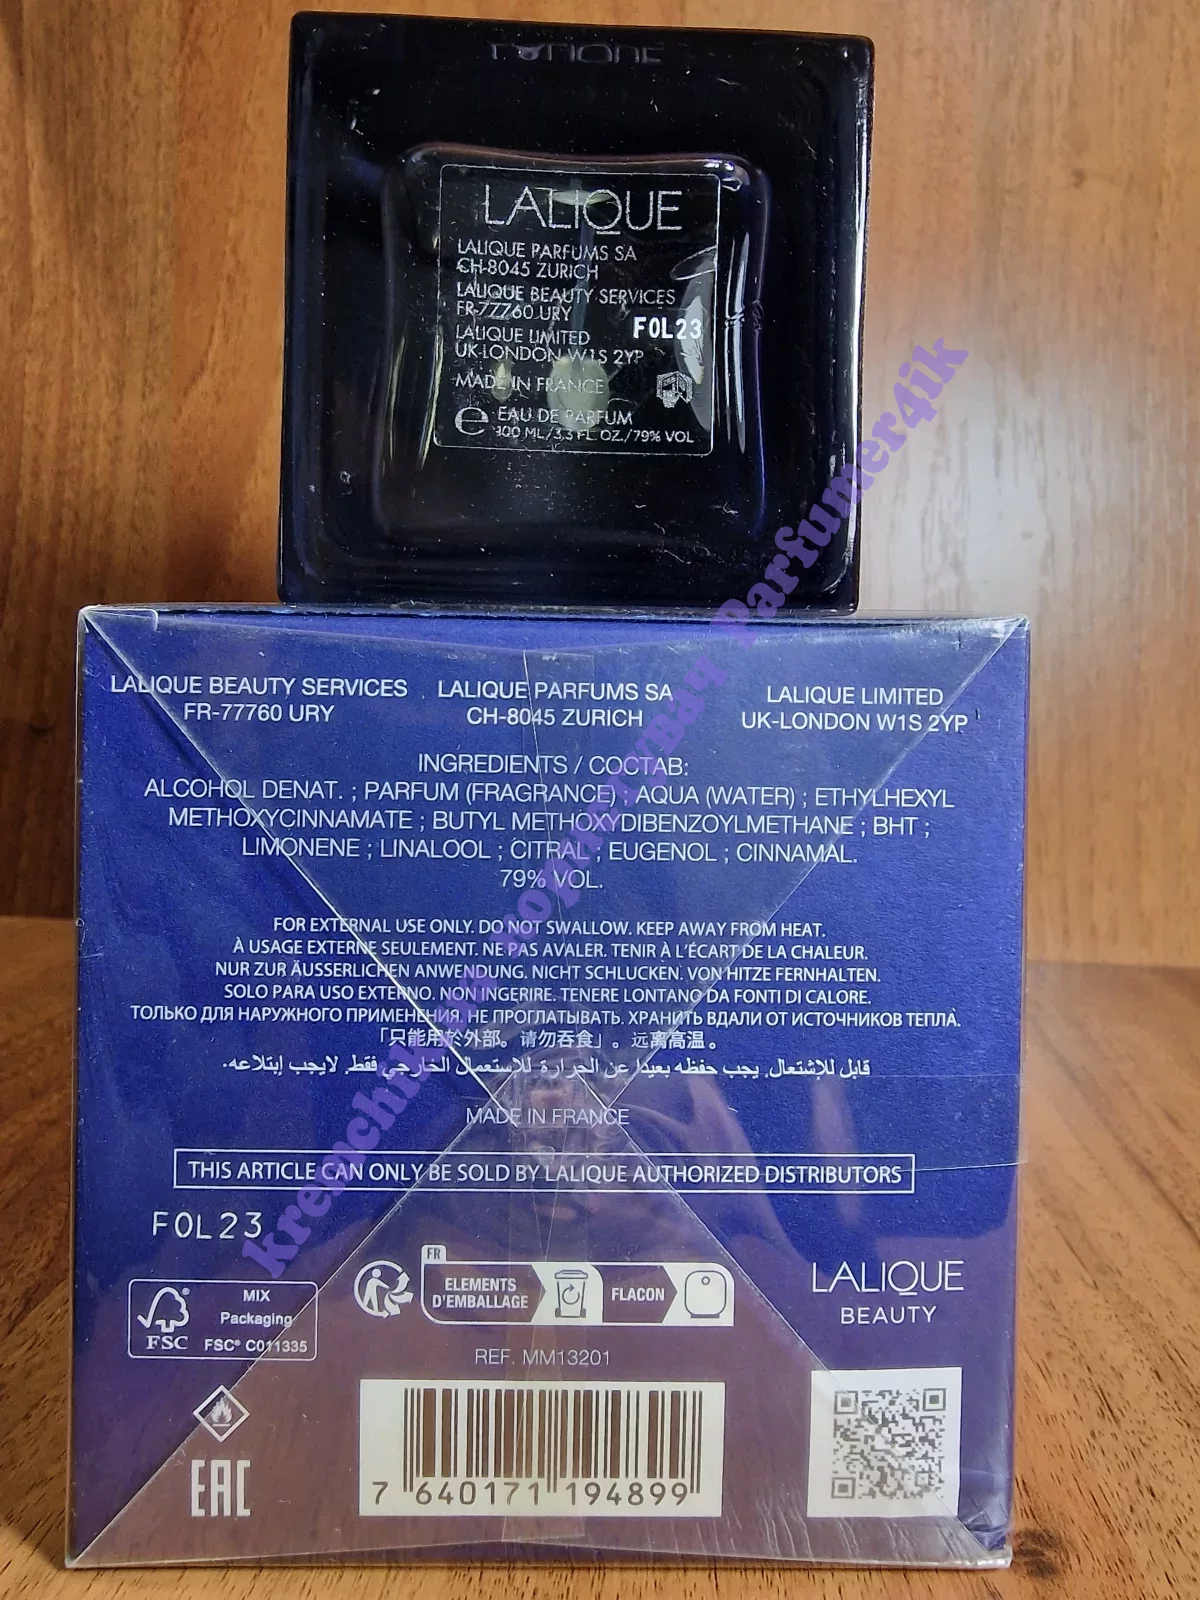 LALIQUE
LALIQUE
LALIQUE PARFUMS SA
CH-8045 ZURICH
LALIQUE BEAUTY SERVICES
FR-77760 URY
F0L23
LALIQUE LIMITED
UK-LONDON W1S 2YP
MADE IN FRANCE
e EAU DE PARFUM
100 ML/3.3 FL. OZ./79% VOL
Parfumer4ik
LALIQUE BEAUTY SERVICES LALIQUE PARFUMS SA LALIQUE LIMITED
FR-77760 URY CH-8045 ZURICH UK-LONDON W1S 2YP
INGREDIENTS / СОСТАВ:
ALCOHOL DENAT. ; PARFUM (FRAGRANCE) ; AQUA (WATER) ; ETHYLHEXYL
METHOXYCINNAMATE ; BUTYL METHOXYDIBENZOYLMETHANE ; BHT ;
LIMONENE ; LINALOOL ; CITRAL ; EUGENOL ; CINNAMAL.
79% VOL.
FOR EXTERNAL USE ONLY. DO NOT SWALLOW. KEEP AWAY FROM HEAT.
À USAGE EXTERNE SEULEMENT. NE PAS AVALER. TENIR À L'ÉCART DE LA CHALEUR.
NUR ZUR ÄUSSERLICHEN ANWENDUNG. NICHT SCHLUCKEN. VON HITZE FERNHALTEN.
SOLO PARA USO EXTERNO. NON INGERIRE. TENERE LONTANO DA FONTI DI CALORE.
ТОЛЬКО ДЛЯ НАРУЖНОГО ПРИМЕНЕНИЯ. НЕ ПРОГЛАТЫВАТЬ. ХРАНИТЬ ВДАЛИ ОТ ИСТОЧНИКОВ ТЕПЛА.
「只能用於外部。请勿吞食」。远离高温。
قابل للإشتعال. يجب حفظه بعيدا عن الحرارة للاستعمال الخارجي فقط. لايجب إبتلاعه.
MADE IN FRANCE
THIS ARTICLE CAN ONLY BE SOLD BY LALIQUE AUTHORIZED DISTRIBUTORS
F0L23
FR
ELEMENTS
D'EMBALLAGE
FLACON
MIX
Packaging
FSC FSC® C011335
LALIQUE
BEAUTY
REF. MM13201
EAC
7 640171 194899